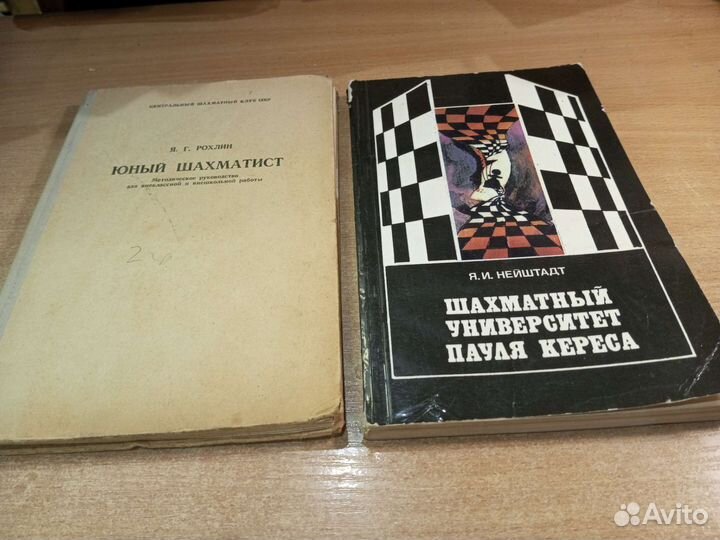 ЦЕНТРАЛЬНЫЙ ШАХМАТНЫЙ КЛУБ СССР
Я. Г. РОХЛИН
ЮНЫЙ ШАХМАТИСТ
Методическое руководство
для внеклассной и внешкольной работы
Я.И. НЕЙШТАДТ
ШАХМАТНЫЙ
УНИВЕРСИТЕТ
ПАУЛЯ КЕРЕСА
Avito